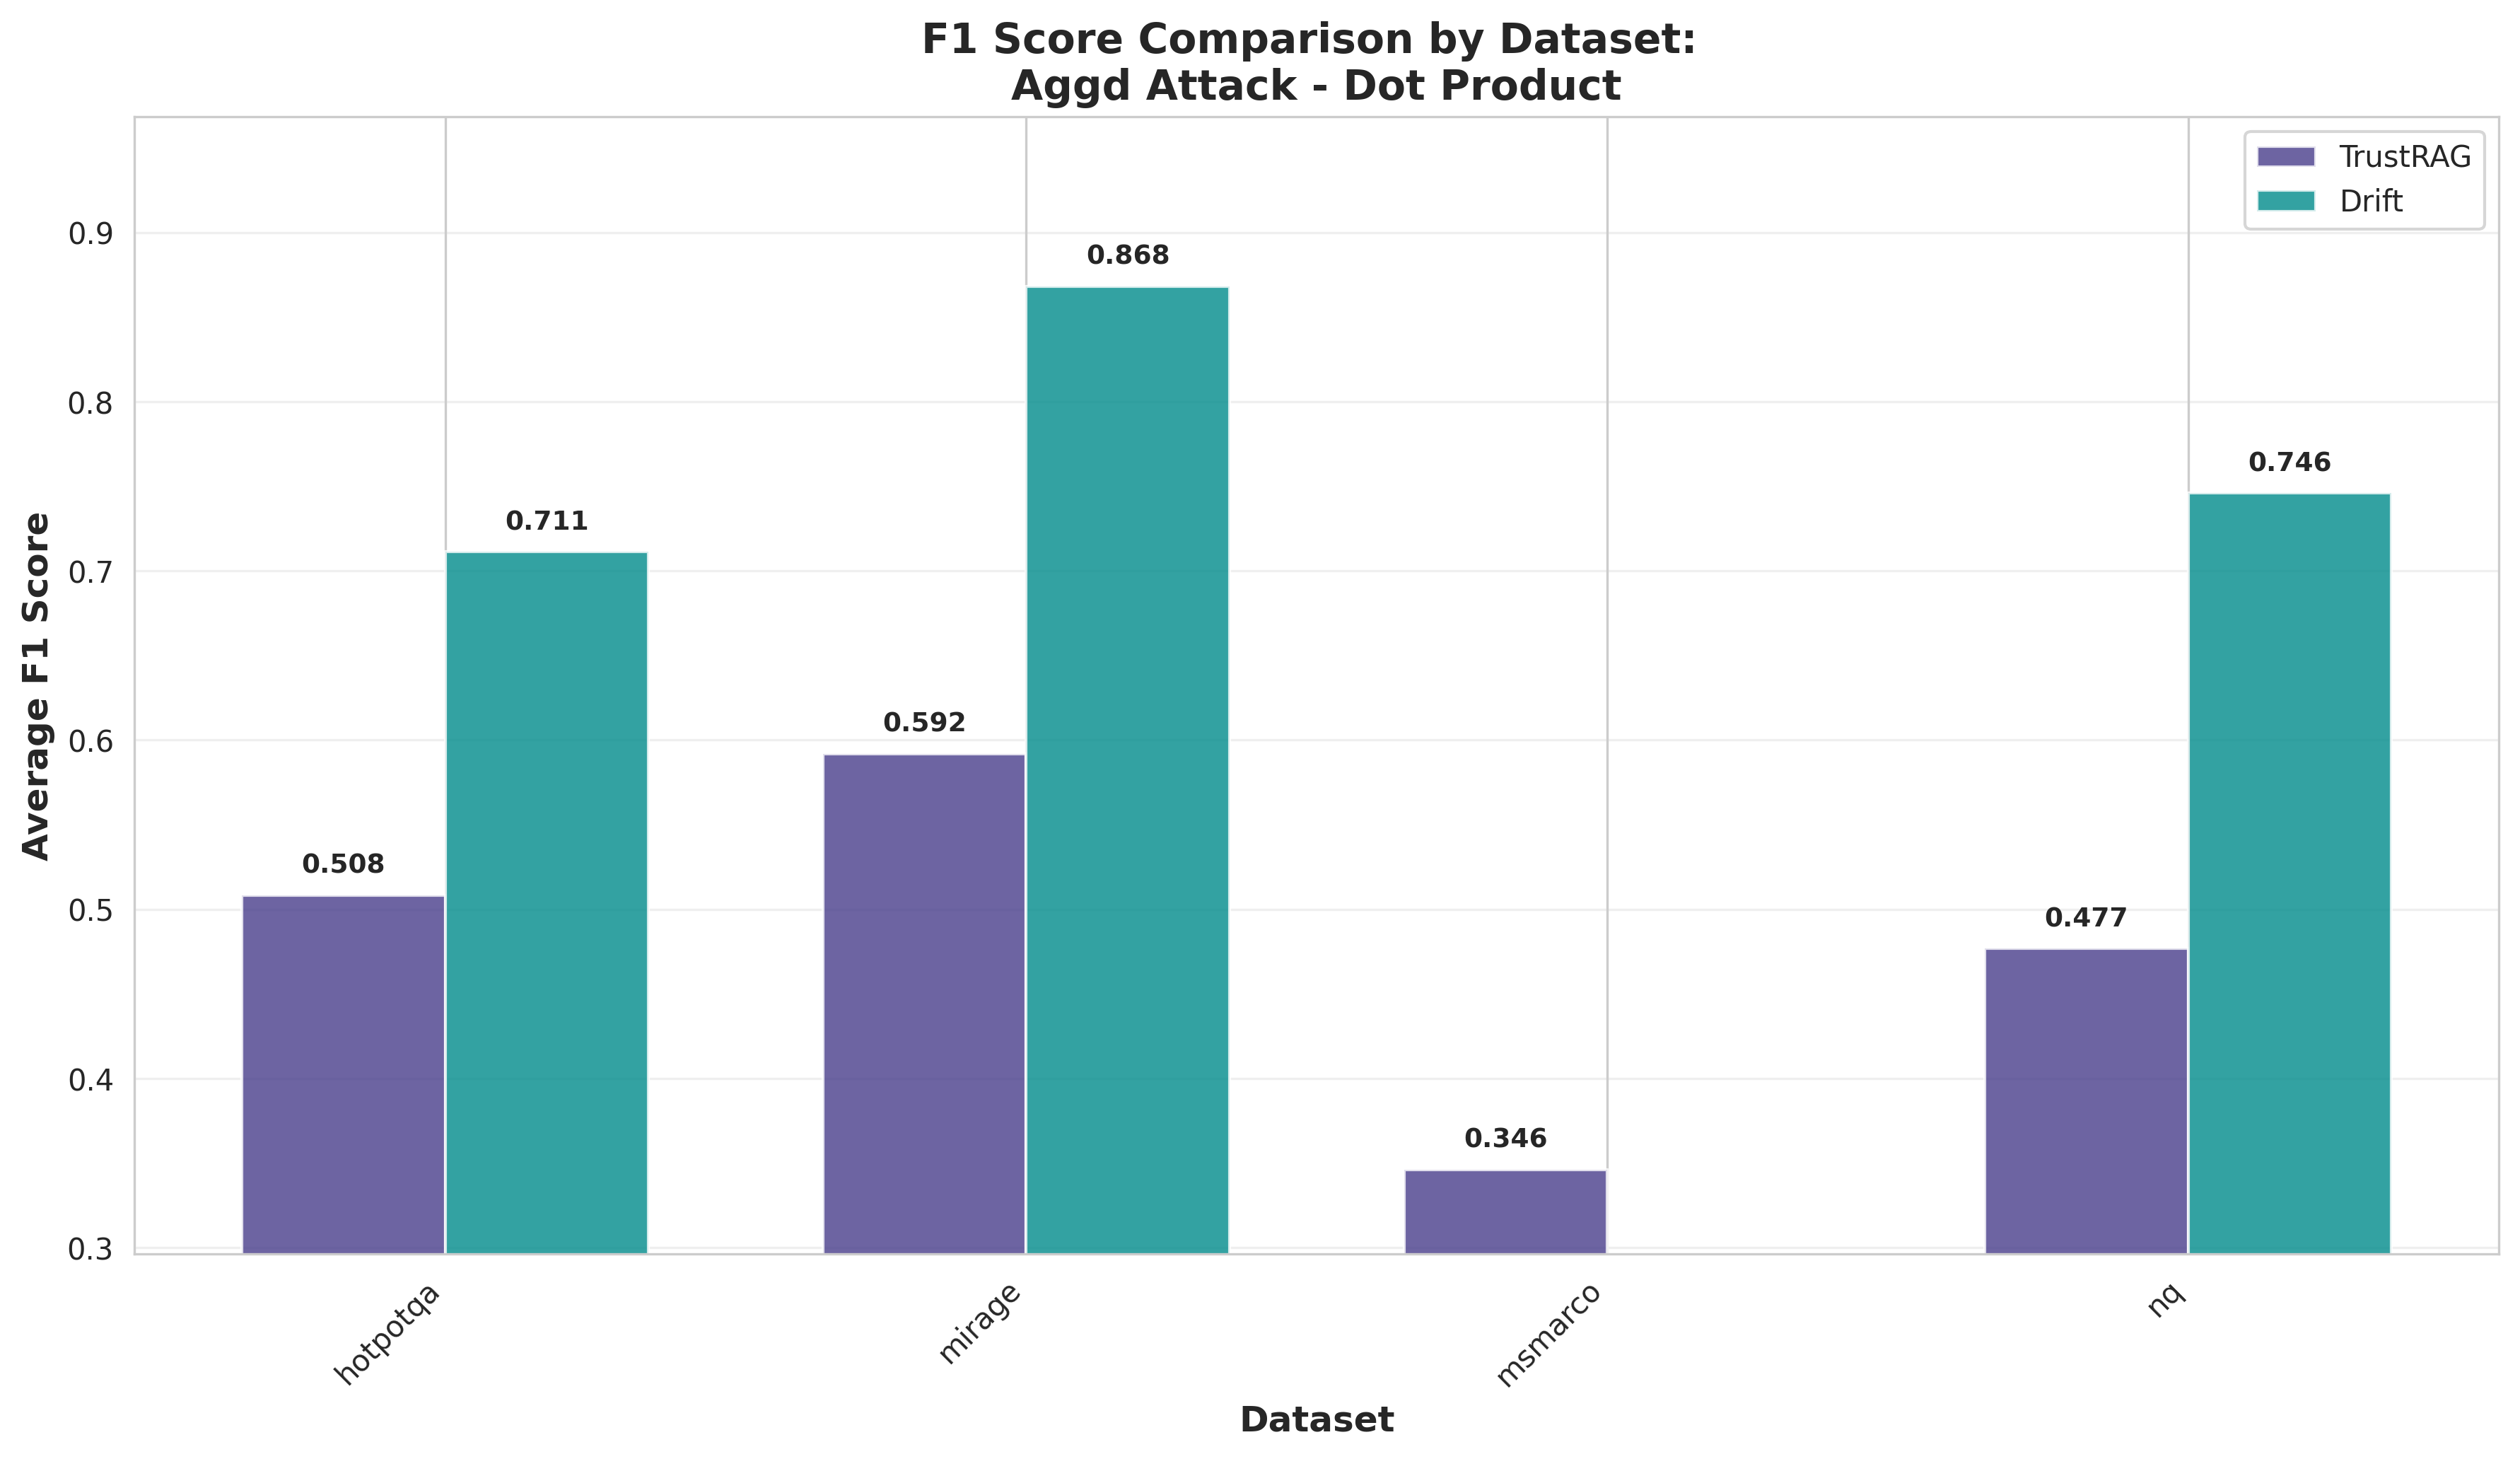 F1 Score Comparison by Dataset:
Aggd Attack - Dot Product
TrustRAG
Drift
Average F1 Score
0.9
0.8
0.7
0.6
0.5
0.4
0.3
0.508
0.711
0.592
0.868
0.346
0.477
0.746
hotpotqa
mirage
msmarco
nq
Dataset